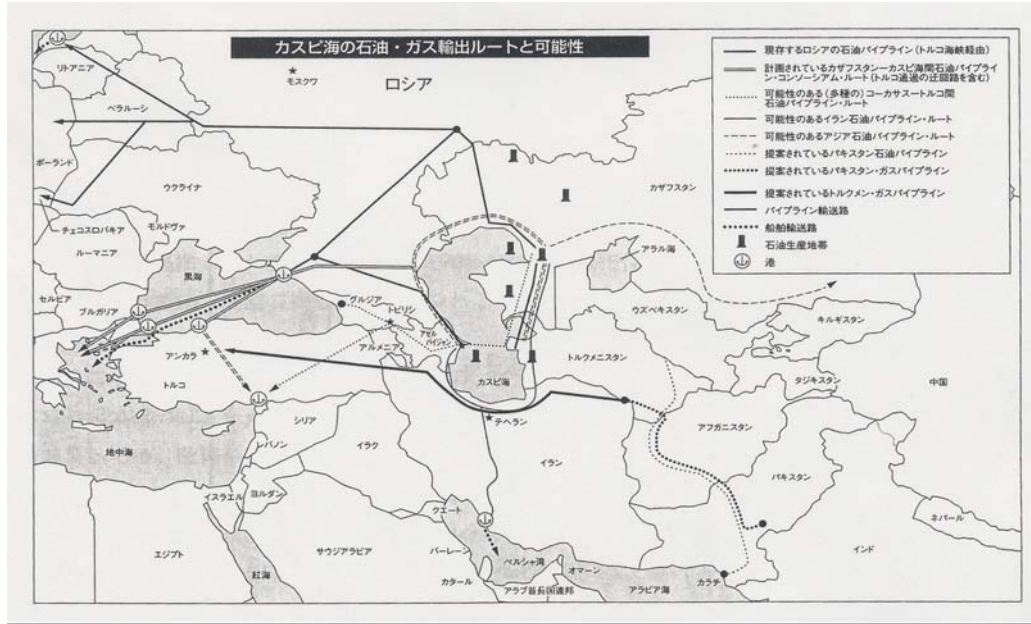 カスピ海の石油・ガス輸出ルートと可能性
現存するロシアの石油パイプライン(トルコ海峡経由)
計画されているカザフスタンーカスピ海間石油パイプライ
ン・コンソーシアム・ルート(トルコ通過の迂回路を含む)
可能性のある(多種の)コーカサスートルコ間
石油パイプライン・ルート
可能性のあるイラン石油パイプライン・ルート
可能性のあるアジア石油パイプライン・ルート
提案されているパキスタン石油パイプライン
提案されているパキスタン・ガスパイプライン
提案されているトルクメン・ガスパイプライン
パイプライン輸送路
船舶輸送路
石油生産地帯
港
リトアニア
モスクワ
ロシア
ベラルーシ
ポーランド
ウクライナ
カザフスタン
チェコスロバキア
モルドヴァ
ルーマニア
アラル海
黒海
セルビア
ブルガリア
グルジア
トビリシ
ウズベキスタン
キルギスタン
アゼル
バイジャン
アルメニア
アンカラ
トルクメニスタン
カスピ海
タジキスタン
中国
トルコ
テヘラン
アフガニスタン
シリア
レバノン
イラク
イラン
地中海
パキスタン
イスラエル
ヨルダン
クエート
ネパール
エジプト
サウジアラビア
バーレーン
ペルシャ湾
インド
紅海
カタール
オマーン
アラブ首長国連邦
アラビア海
カラチ